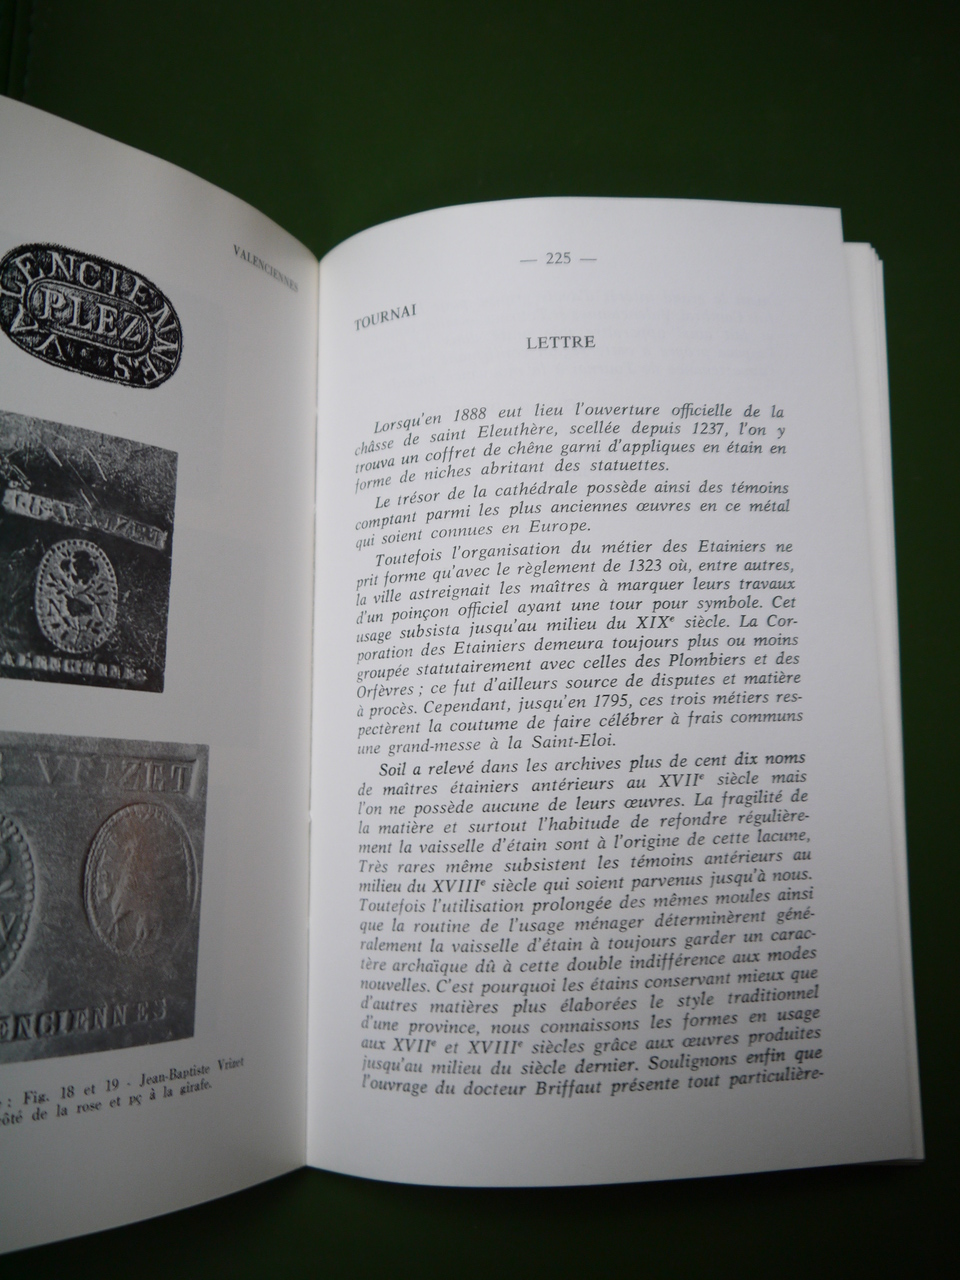 VALENCIENNES
VALENCIENNES
PLEZ
VALENCIENNES
VRIZET
ENCIENNES
: Fig. 18 et 19 - Jean-Baptiste Vrizet
côté de la rose et pç à la girafe.
— 225 —
TOURNAI
LETTRE
Lorsqu'en 1888 eut lieu l'ouverture officielle de la
châsse de saint Eleuthère, scellée depuis 1237, l'on y
trouva un coffret de chêne garni d'appliques en étain en
forme de niches abritant des statuettes.
Le trésor de la cathédrale possède ainsi des témoins
comptant parmi les plus anciennes œuvres en ce métal
qui soient connues en Europe.
Toutefois l'organisation du métier des Etainiers ne
prit forme qu'avec le règlement de 1323 où, entre autres,
la ville astreignait les maîtres à marquer leurs travaux
d'un poinçon officiel ayant une tour pour symbole. Cet
usage subsista jusqu'au milieu du XIXe siècle. La Cor-
poration des Etainiers demeura toujours plus ou moins
groupée statutairement avec celles des Plombiers et des
Orfèvres ; ce fut d'ailleurs source de disputes et matière
à procès. Cependant, jusqu'en 1795, ces trois métiers res-
pectèrent la coutume de faire célébrer à frais communs
une grand-messe à la Saint-Eloi.
Soil a relevé dans les archives plus de cent dix noms
de maîtres étainiers antérieurs au XVIIe siècle mais
l'on ne possède aucune de leurs œuvres. La fragilité de
la matière et surtout l'habitude de refondre régulière-
ment la vaisselle d'étain sont à l'origine de cette lacune,
Très rares même subsistent les témoins antérieurs au
milieu du XVIIIe siècle qui soient parvenus jusqu'à nous.
Toutefois l'utilisation prolongée des mêmes moules ainsi
que la routine de l'usage ménager déterminèrent géné-
ralement la vaisselle d'étain à toujours garder un carac-
tère archaïque dû à cette double indifférence aux modes
nouvelles. C'est pourquoi les étains conservant mieux que
d'autres matières plus élaborées le style traditionnel
d'une province, nous connaissons les formes en usage
aux XVIIe et XVIIIe siècles grâce aux œuvres produites
jusqu'au milieu du siècle dernier. Soulignons enfin que
l'ouvrage du docteur Briffaut présente tout particulière-